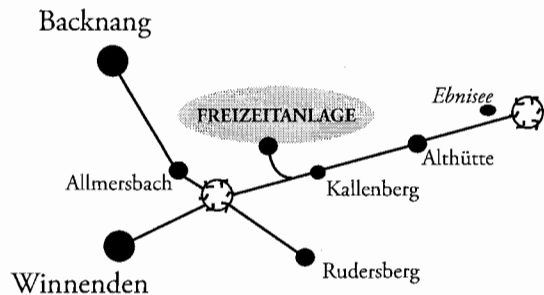 Backnang
FREIZEITANLAGE
Ebnisee
Althütte
Allmersbach
Kallenberg
Winnenden
Rudersberg